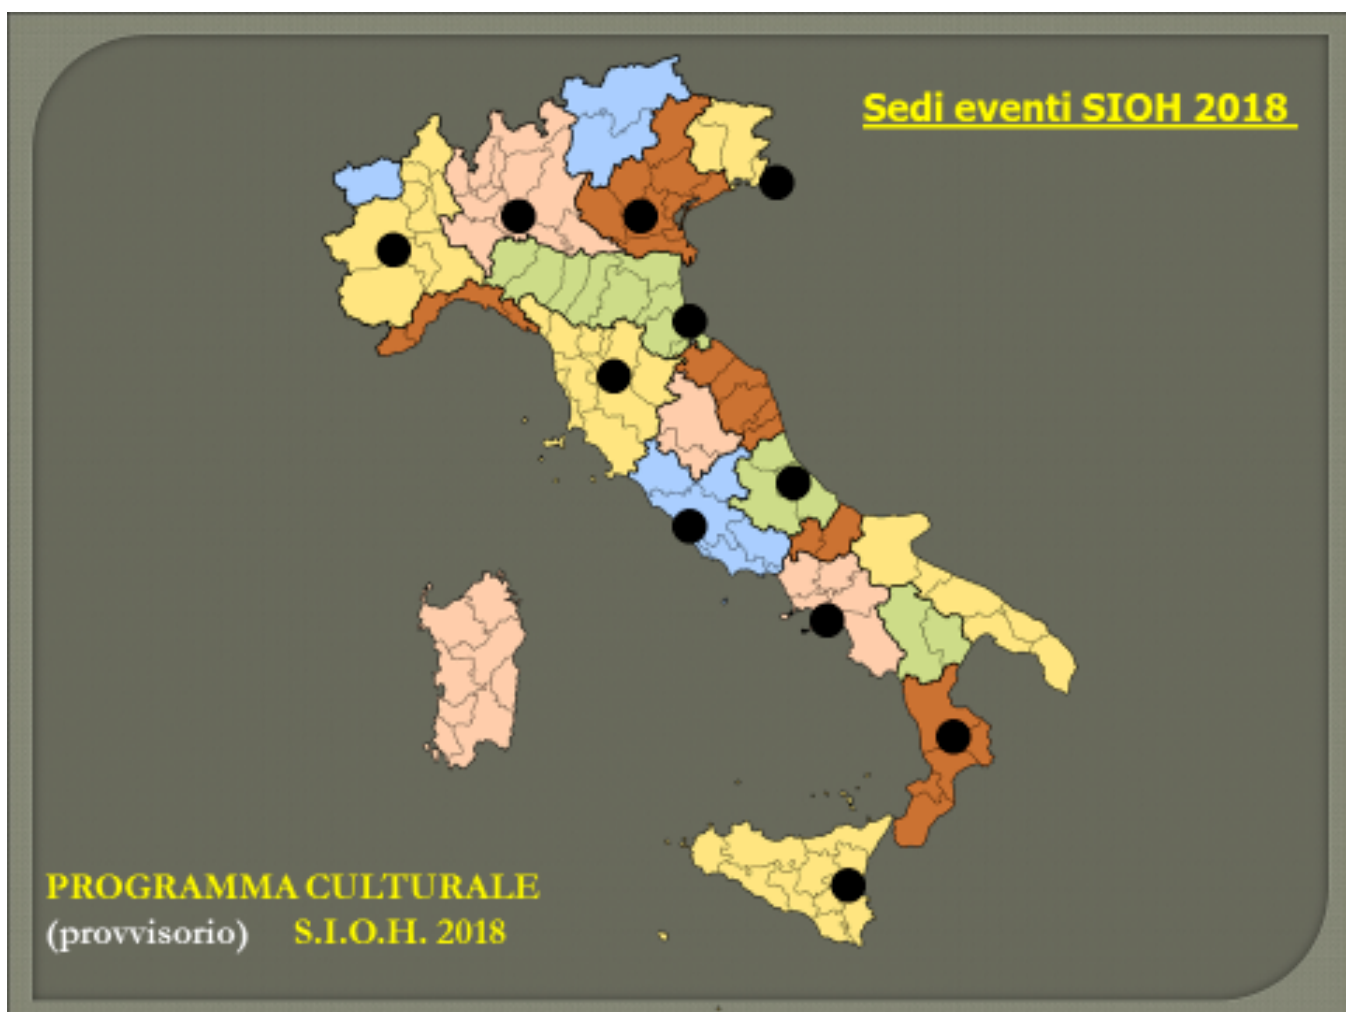 Sedi eventi SIOH 2018
PROGRAMMA CULTURALE
(provvisorio) S.I.O.H. 2018